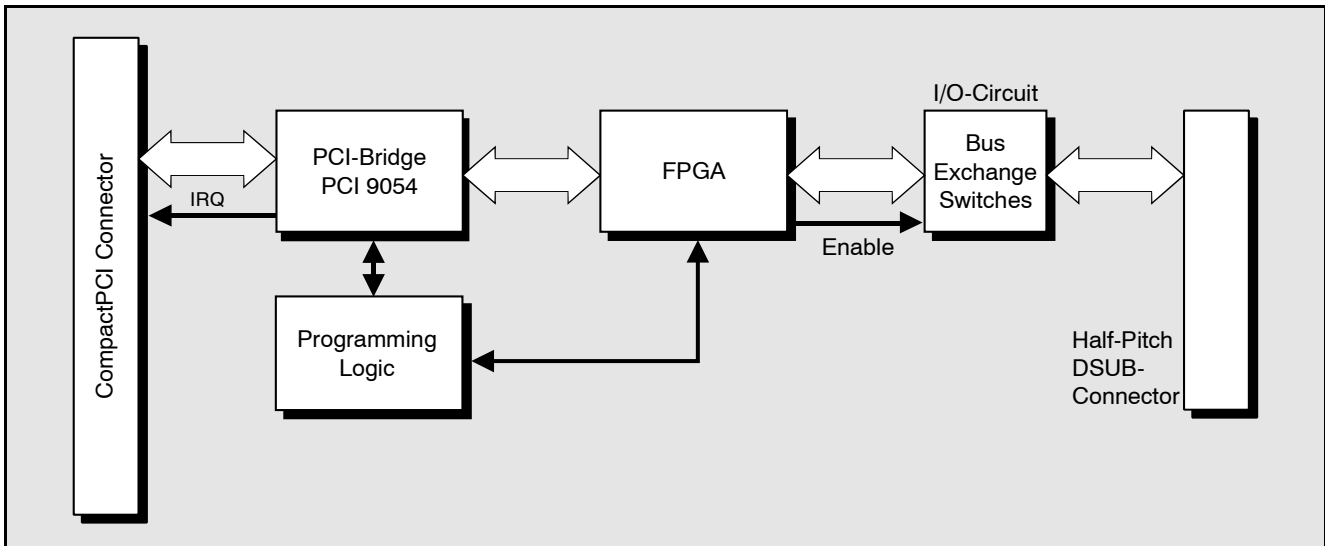 CompactPCI Connector
IRQ
PCI-Bridge
PCI 9054
Programming
Logic
FPGA
Enable
I/O-Circuit
Bus
Exchange
Switches
Half-Pitch
DSUB-
Connector